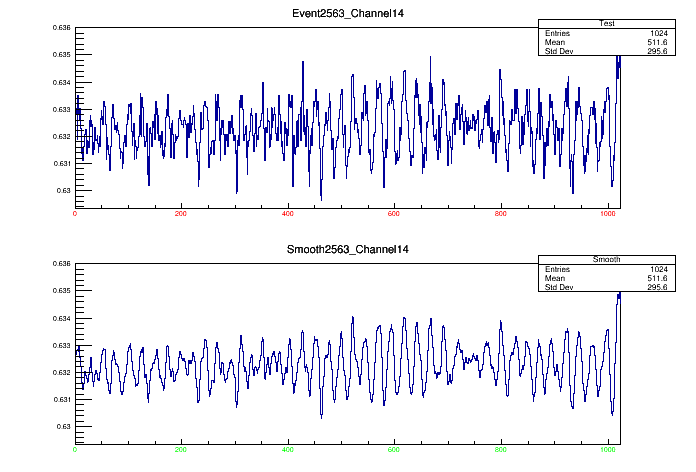 Event2563_Channel14
Test
Entries 1024
Mean 511.6
Std Dev 295.6
0.636
0.635
0.634
0.633
0.632
0.631
0.63
0 200 400 600 800 1000
Smooth2563_Channel14
Smooth
Entries 1024
Mean 511.6
Std Dev 295.6
0.636
0.635
0.634
0.633
0.632
0.631
0.63
0 200 400 600 800 1000